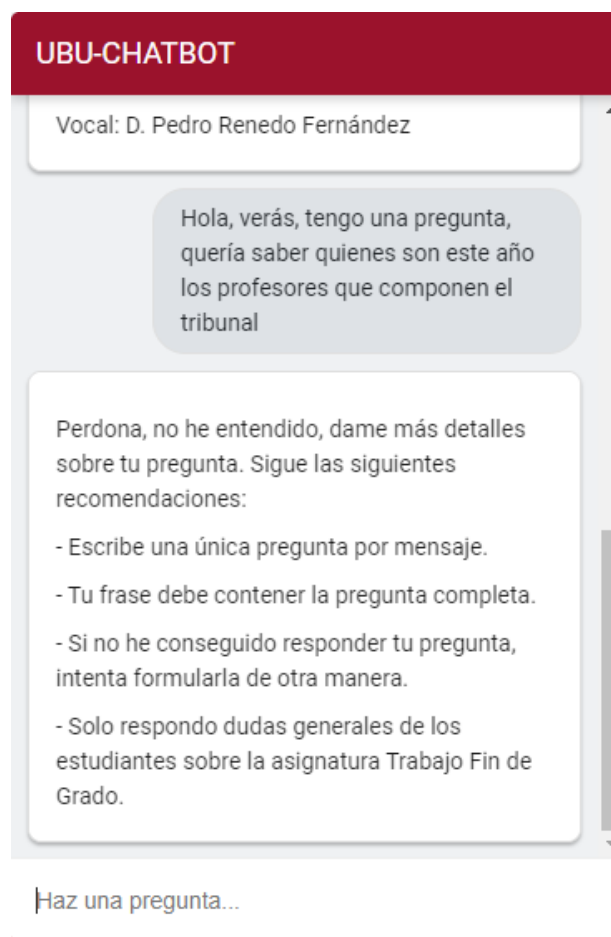 UBU-CHATBOT
Vocal: D. Pedro Renedo Fernández
Hola, verás, tengo una pregunta,
quería saber quienes son este año
los profesores que componen el
tribunal
Perdona, no he entendido, dame más detalles
sobre tu pregunta. Sigue las siguientes
recomendaciones:
- Escribe una única pregunta por mensaje.
- Tu frase debe contener la pregunta completa.
- Si no he conseguido responder tu pregunta,
intenta formularla de otra manera.
- Solo respondo dudas generales de los
estudiantes sobre la asignatura Trabajo Fin de
Grado.
Haz una pregunta...